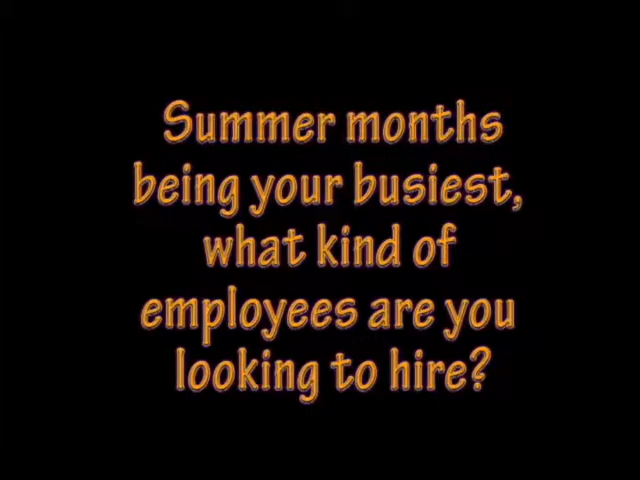 Summer months
being your busiest,
what kind of
employees are you
looking to hire?